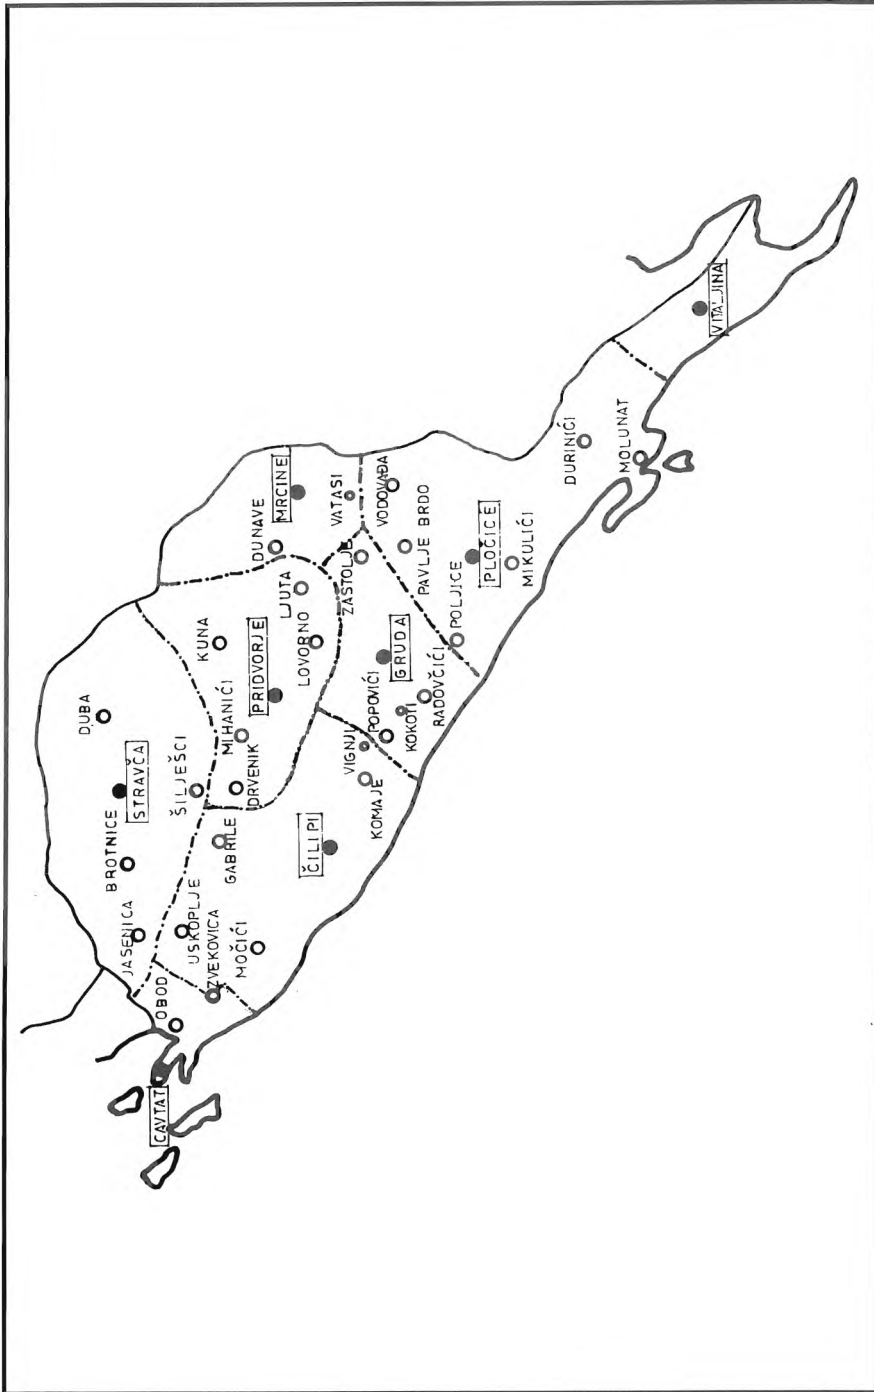 DUBA
STRAVČA
BROTNICE
JASENICA
ŠILJEŠCI
USKOPLJE
OBOD
CAVTAT
ZVEKOVICA
MOČIĆI
GABRILE
ČILIPI
KOMAJE
VIGNJI
DRVENIK
MIHANIĆI
PRIDVORJE
KUNA
LOVORNO
LJUTA
DUNAVE
MRCINE
VATASI
ZASTOLJE
VODOVAĐA
PAVLJE BRDO
POPOVIĆI
KOKOTI
GRUDA
RADOVČIĆI
POLJICE
PLOČICE
MIKULIĆI
ĐURINIĆI
MOLUNAT
VITALJINA